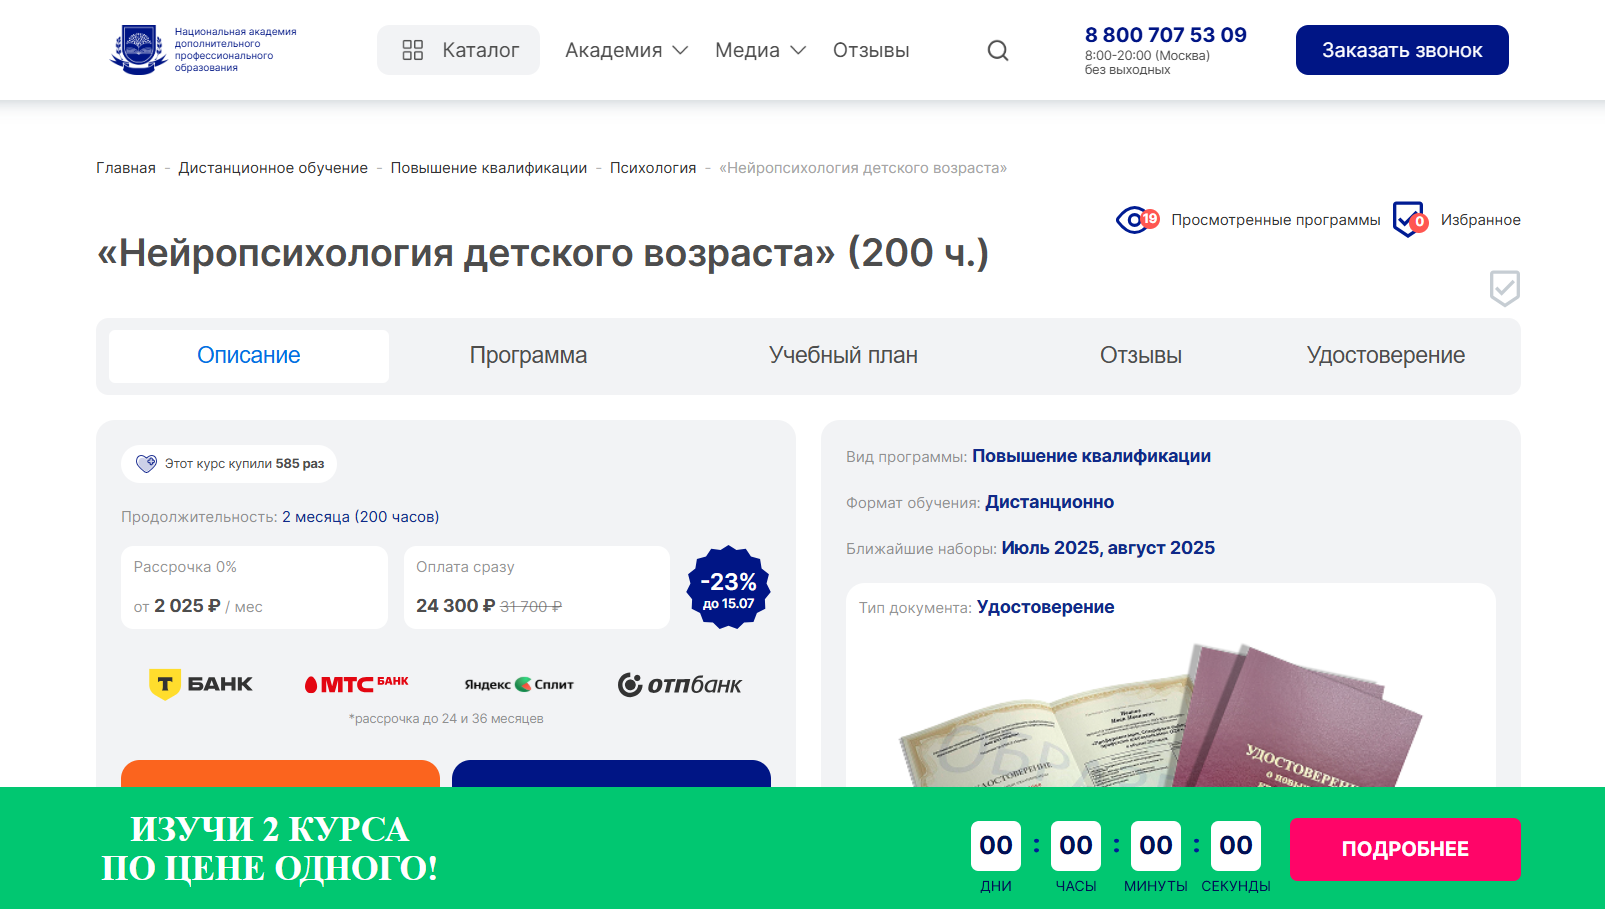 Национальная академия
дополнительного
профессионального
образования
Каталог
Академия
Медиа
Отзывы
8 800 707 53 09
8:00-20:00 (Москва)
без выходных
Заказать звонок
Главная - Дистанционное обучение - Повышение квалификации - Психология - «Нейропсихология детского возраста»
19 Просмотренные программы
0 Избранное
«Нейропсихология детского возраста» (200 ч.)
Описание
Программа
Учебный план
Отзывы
Удостоверение
Этот курс купили 585 раз
Продолжительность: 2 месяца (200 часов)
Рассрочка 0%
от 2 025 ₽ / мес
Оплата сразу
24 300 ₽ 31 700 ₽
-23%
до 15.07
Т БАНК
МТС БАНК
Яндекс Сплит
отпбанк
*рассрочка до 24 и 36 месяцев
Вид программы: Повышение квалификации
Формат обучения: Дистанционно
Ближайшие наборы: Июль 2025, август 2025
Тип документа: Удостоверение
ИЗУЧИ 2 КУРСА
ПО ЦЕНЕ ОДНОГО!
00 : 00 : 00 : 00
ДНИ ЧАСЫ МИНУТЫ СЕКУНДЫ
ПОДРОБНЕЕ